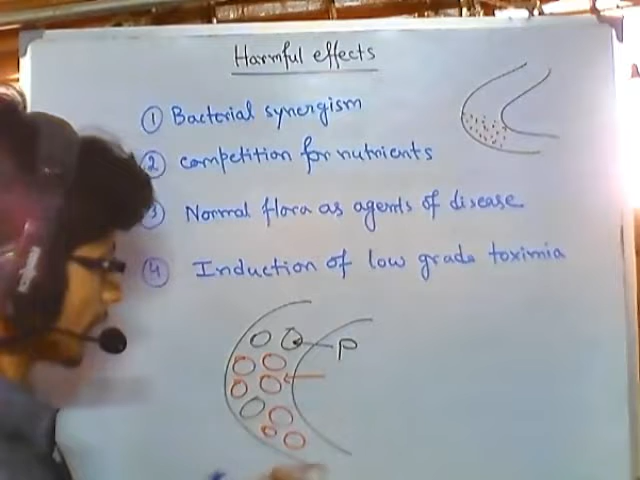 Harmful effects
① Bacterial synergism
② competition for nutrients
3 Normal flora as agents of disease
④ Induction of low grade toximia
P